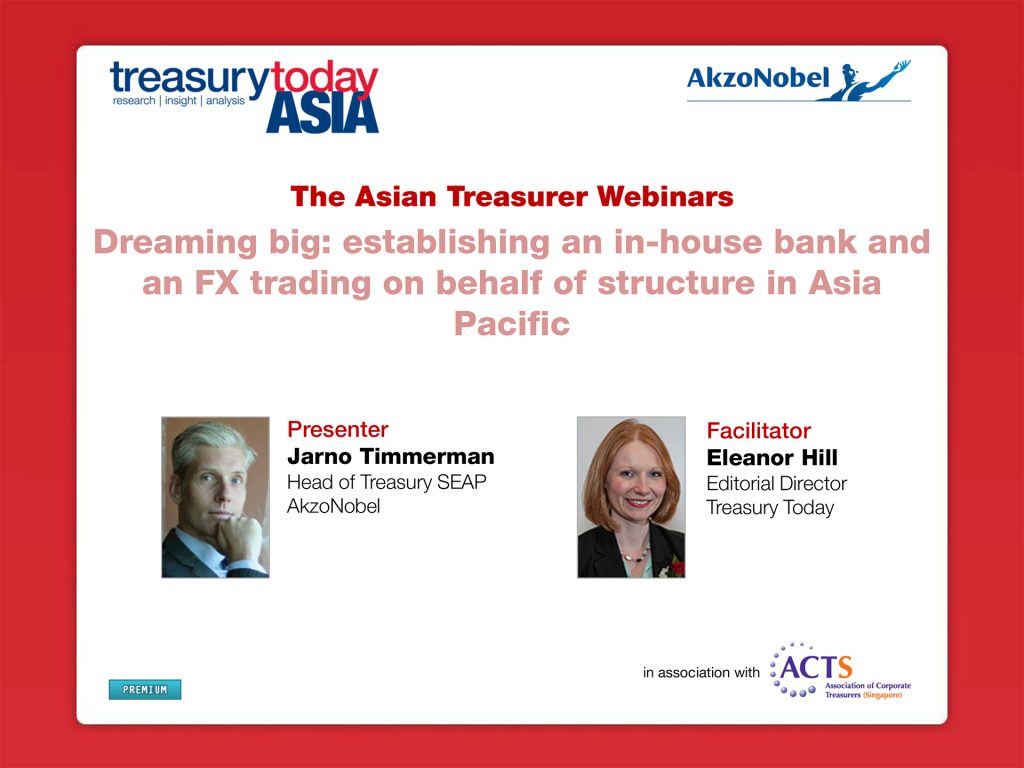 treasurytoday
research | insight | analysis
ASIA
AkzoNobel
The Asian Treasurer Webinars
Dreaming big: establishing an in-house bank and
an FX trading on behalf of structure in Asia
Pacific
Presenter
Jarno Timmerman
Head of Treasury SEAP
AkzoNobel
Facilitator
Eleanor Hill
Editorial Director
Treasury Today
in association with
ACTS
Association of Corporate
Treasurers (Singapore)
PREMIUM